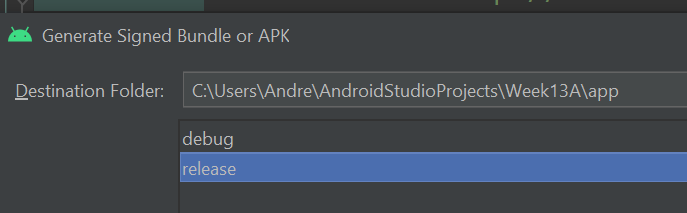 Generate Signed Bundle or APK
Destination Folder: C:\Users\Andre\AndroidStudioProjects\Week13A\app
debug
release